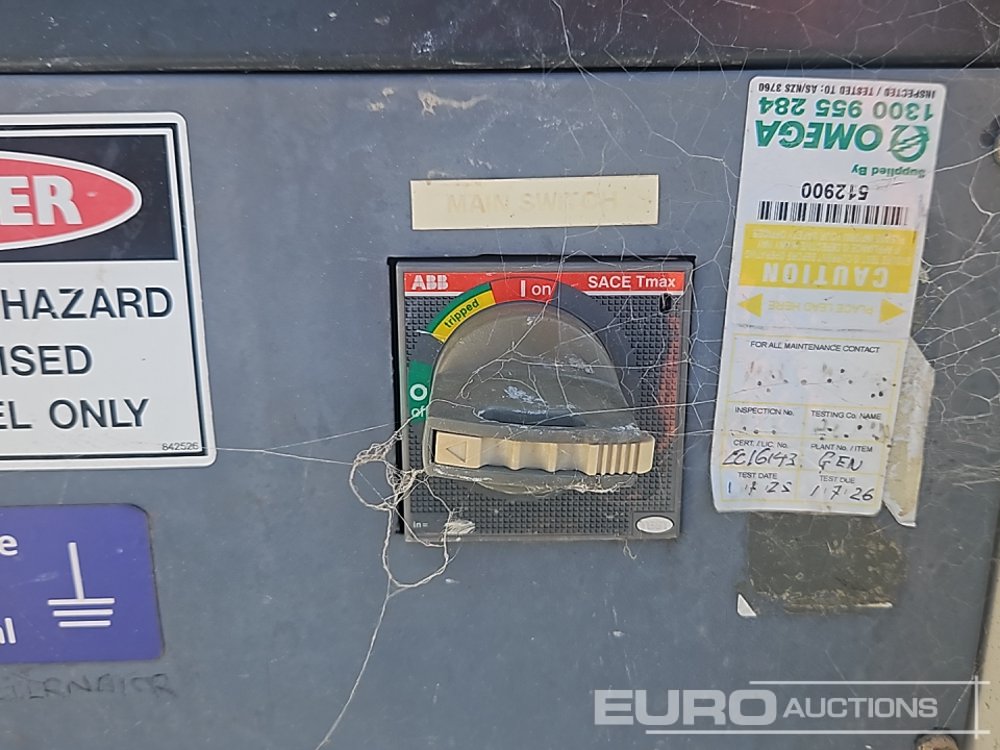 ER
HAZARD
ISED
EL ONLY
842526
e
al
MAIN SWITCH
ABB
SACE Tmax
I on
tripped
O
of
In =
INSPECTED / TESTED TO: AS/NZS 3760
1300 955 284
OMEGA
Supplied By
512900
CAUTION
PLACE LEAD HERE
FOR ALL MAINTENANCE CONTACT
INSPECTION No. TESTING Co. NAME
CERT. / LIC. No. PLANT No. / ITEM
EC16143 GEN
TEST DATE TEST DUE
1 7 25 1 7 26
EURO AUCTIONS